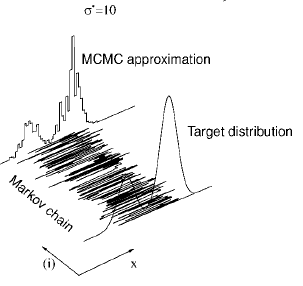 σ*=10
MCMC approximation
Target distribution
Markov chain
(i)
x